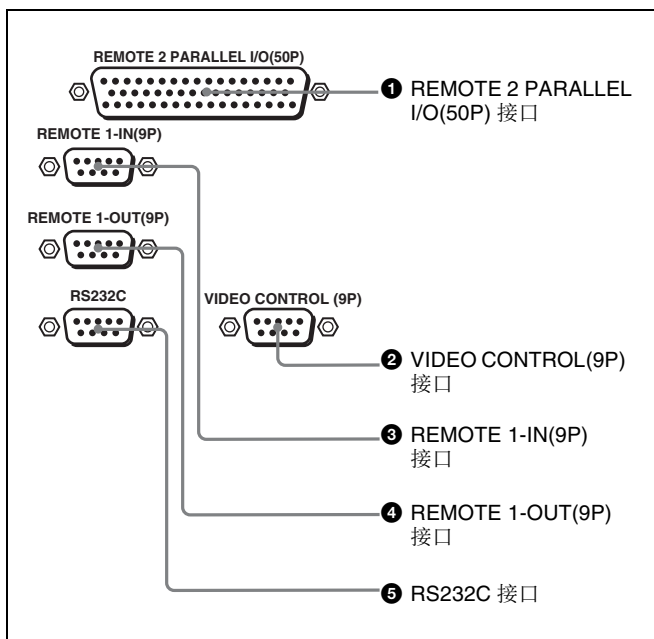 REMOTE 2 PARALLEL I/O(50P)
❶ REMOTE 2 PARALLEL
I/O(50P) 接口
REMOTE 1-IN(9P)
REMOTE 1-OUT(9P)
RS232C
VIDEO CONTROL (9P)
❷ VIDEO CONTROL(9P)
接口
❸ REMOTE 1-IN(9P)
接口
❹ REMOTE 1-OUT(9P)
接口
❺ RS232C 接口